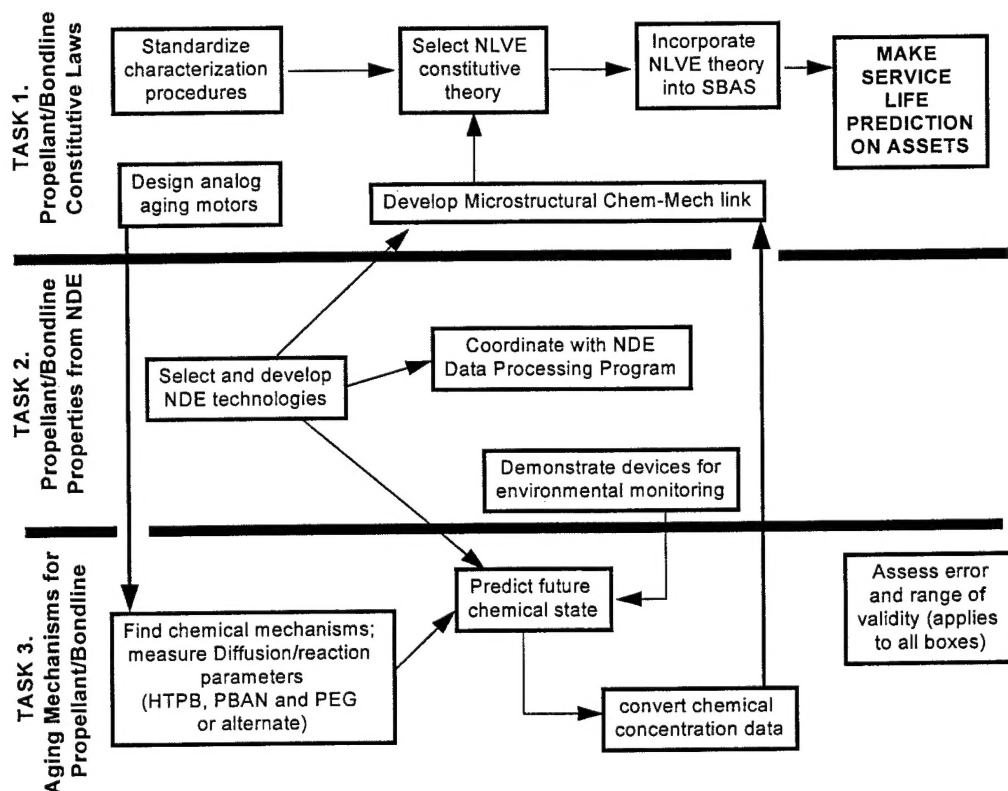 TASK 1.
Propellant/Bondline
Constitutive Laws
Standardize
characterization
procedures
Select NLVE
constitutive
theory
Incorporate
NLVE theory
into SBAS
MAKE
SERVICE
LIFE
PREDICTION
ON ASSETS
Design analog
aging motors
Develop Microstructural Chem-Mech link
TASK 2.
Propellant/Bondline
Properties from NDE
Select and develop
NDE technologies
Coordinate with NDE
Data Processing Program
Demonstrate devices for
environmental monitoring
TASK 3.
Aging Mechanisms for
Propellant/Bondline
Find chemical mechanisms;
measure Diffusion/reaction
parameters
(HTPB, PBAN and PEG
or alternate)
Predict future
chemical state
convert chemical
concentration data
Assess error
and range of
validity (applies
to all boxes)